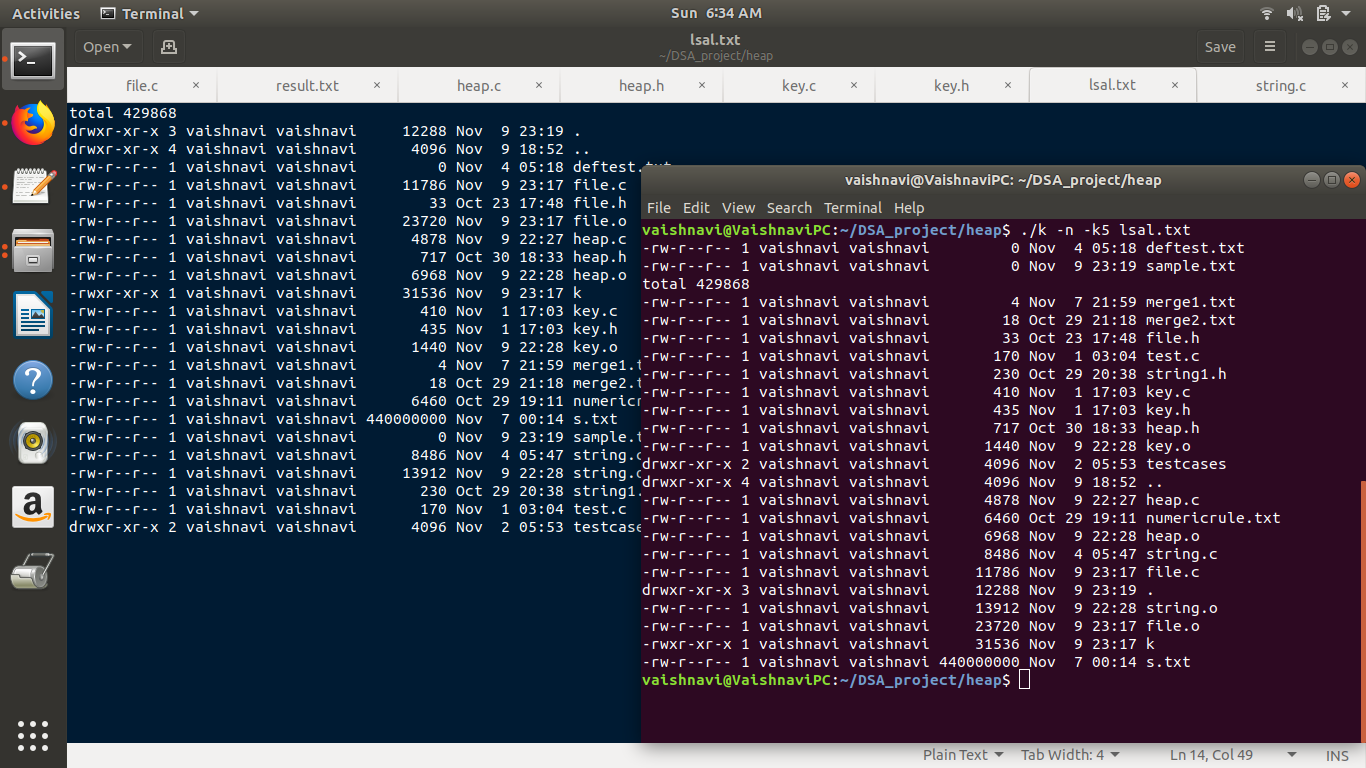 Activities Terminal Sun 6:34 AM
Open lsal.txt Save
~/DSA_project/heap
file.c × result.txt × heap.c × heap.h × key.c × key.h × lsal.txt × string.c ×
total 429868
drwxr-xr-x 3 vaishnavi vaishnavi     12288 Nov  9 23:19 .
drwxr-xr-x 4 vaishnavi vaishnavi      4096 Nov  9 18:52 ..
-rw-r--r-- 1 vaishnavi vaishnavi         0 Nov  4 05:18 deftest.txt
-rw-r--r-- 1 vaishnavi vaishnavi     11786 Nov  9 23:17 file.c
-rw-r--r-- 1 vaishnavi vaishnavi        33 Oct 23 17:48 file.h
-rw-r--r-- 1 vaishnavi vaishnavi     23720 Nov  9 23:17 file.o
-rw-r--r-- 1 vaishnavi vaishnavi      4878 Nov  9 22:27 heap.c
-rw-r--r-- 1 vaishnavi vaishnavi       717 Oct 30 18:33 heap.h
-rw-r--r-- 1 vaishnavi vaishnavi      6968 Nov  9 22:28 heap.o
-rwxr-xr-x 1 vaishnavi vaishnavi     31536 Nov  9 23:17 k
-rw-r--r-- 1 vaishnavi vaishnavi       410 Nov  1 17:03 key.c
-rw-r--r-- 1 vaishnavi vaishnavi       435 Nov  1 17:03 key.h
-rw-r--r-- 1 vaishnavi vaishnavi      1440 Nov  9 22:28 key.o
-rw-r--r-- 1 vaishnavi vaishnavi         4 Nov  7 21:59 merge1.t
-rw-r--r-- 1 vaishnavi vaishnavi        18 Oct 29 21:18 merge2.t
-rw-r--r-- 1 vaishnavi vaishnavi      6460 Oct 29 19:11 numericr
-rw-r--r-- 1 vaishnavi vaishnavi 440000000 Nov  7 00:14 s.txt
-rw-r--r-- 1 vaishnavi vaishnavi         0 Nov  9 23:19 sample.t
-rw-r--r-- 1 vaishnavi vaishnavi      8486 Nov  4 05:47 string.c
-rw-r--r-- 1 vaishnavi vaishnavi     13912 Nov  9 22:28 string.o
-rw-r--r-- 1 vaishnavi vaishnavi       230 Oct 29 20:38 string1.
-rw-r--r-- 1 vaishnavi vaishnavi       170 Nov  1 03:04 test.c
drwxr-xr-x 2 vaishnavi vaishnavi      4096 Nov  2 05:53 testcase
vaishnavi@VaishnaviPC: ~/DSA_project/heap
File Edit View Search Terminal Help
vaishnavi@VaishnaviPC:~/DSA_project/heap$ ./k -n -k5 lsal.txt
-rw-r--r-- 1 vaishnavi vaishnavi         0 Nov  4 05:18 deftest.txt
-rw-r--r-- 1 vaishnavi vaishnavi         0 Nov  9 23:19 sample.txt
total 429868
-rw-r--r-- 1 vaishnavi vaishnavi         4 Nov  7 21:59 merge1.txt
-rw-r--r-- 1 vaishnavi vaishnavi        18 Oct 29 21:18 merge2.txt
-rw-r--r-- 1 vaishnavi vaishnavi        33 Oct 23 17:48 file.h
-rw-r--r-- 1 vaishnavi vaishnavi       170 Nov  1 03:04 test.c
-rw-r--r-- 1 vaishnavi vaishnavi       230 Oct 29 20:38 string1.h
-rw-r--r-- 1 vaishnavi vaishnavi       410 Nov  1 17:03 key.c
-rw-r--r-- 1 vaishnavi vaishnavi       435 Nov  1 17:03 key.h
-rw-r--r-- 1 vaishnavi vaishnavi       717 Oct 30 18:33 heap.h
-rw-r--r-- 1 vaishnavi vaishnavi      1440 Nov  9 22:28 key.o
drwxr-xr-x 2 vaishnavi vaishnavi      4096 Nov  2 05:53 testcases
drwxr-xr-x 4 vaishnavi vaishnavi      4096 Nov  9 18:52 ..
-rw-r--r-- 1 vaishnavi vaishnavi      4878 Nov  9 22:27 heap.c
-rw-r--r-- 1 vaishnavi vaishnavi      6460 Oct 29 19:11 numericrule.txt
-rw-r--r-- 1 vaishnavi vaishnavi      6968 Nov  9 22:28 heap.o
-rw-r--r-- 1 vaishnavi vaishnavi      8486 Nov  4 05:47 string.c
-rw-r--r-- 1 vaishnavi vaishnavi     11786 Nov  9 23:17 file.c
drwxr-xr-x 3 vaishnavi vaishnavi     12288 Nov  9 23:19 .
-rw-r--r-- 1 vaishnavi vaishnavi     13912 Nov  9 22:28 string.o
-rw-r--r-- 1 vaishnavi vaishnavi     23720 Nov  9 23:17 file.o
-rwxr-xr-x 1 vaishnavi vaishnavi     31536 Nov  9 23:17 k
-rw-r--r-- 1 vaishnavi vaishnavi 440000000 Nov  7 00:14 s.txt
vaishnavi@VaishnaviPC:~/DSA_project/heap$
Plain Text Tab Width: 4 Ln 14, Col 49 INS